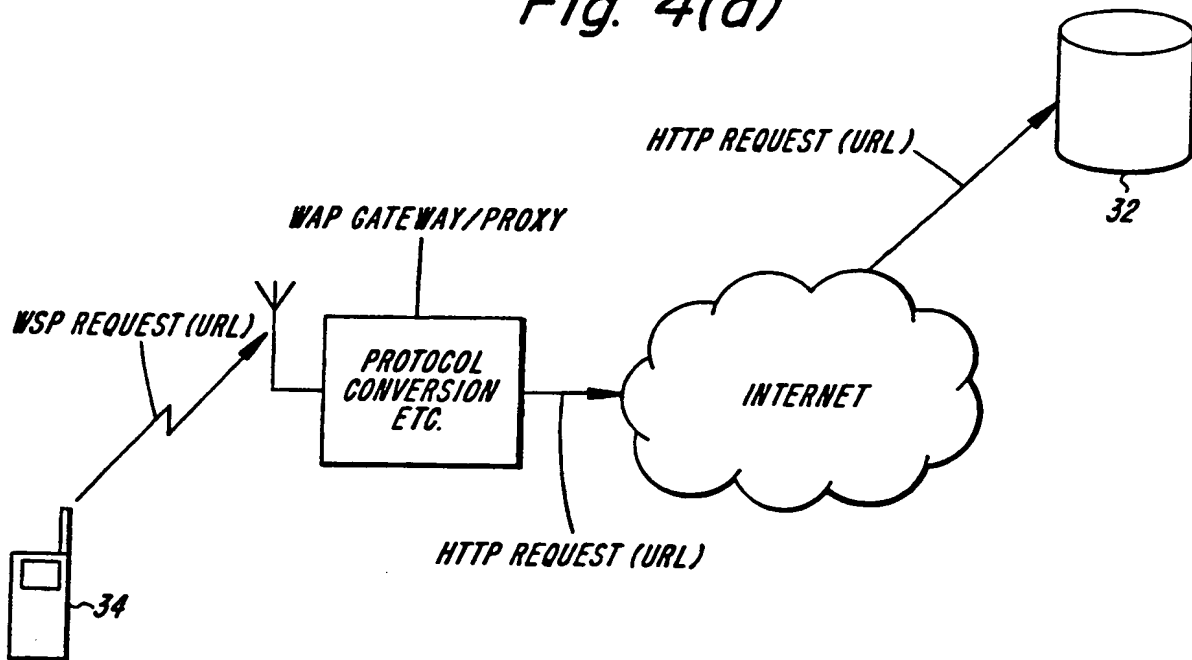 Fig. 4(a)
HTTP REQUEST (URL)
32
WAP GATEWAY/PROXY
WSP REQUEST (URL)
PROTOCOL
CONVERSION
ETC.
INTERNET
HTTP REQUEST (URL)
34